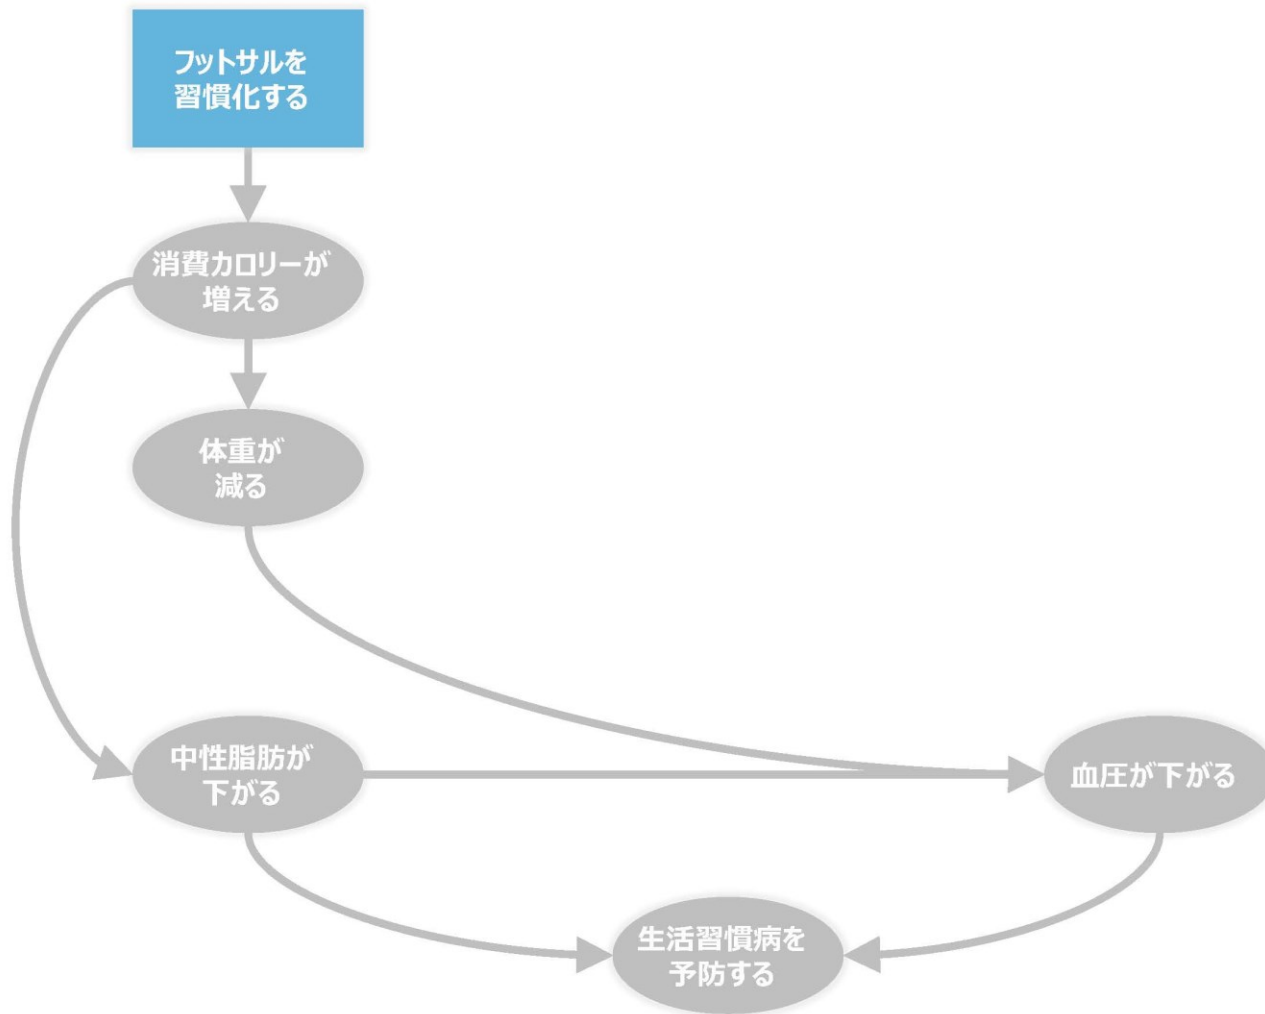 フットサルを
習慣化する
消費カロリーが
増える
体重が
減る
中性脂肪が
下がる
血圧が下がる
生活習慣病を
予防する